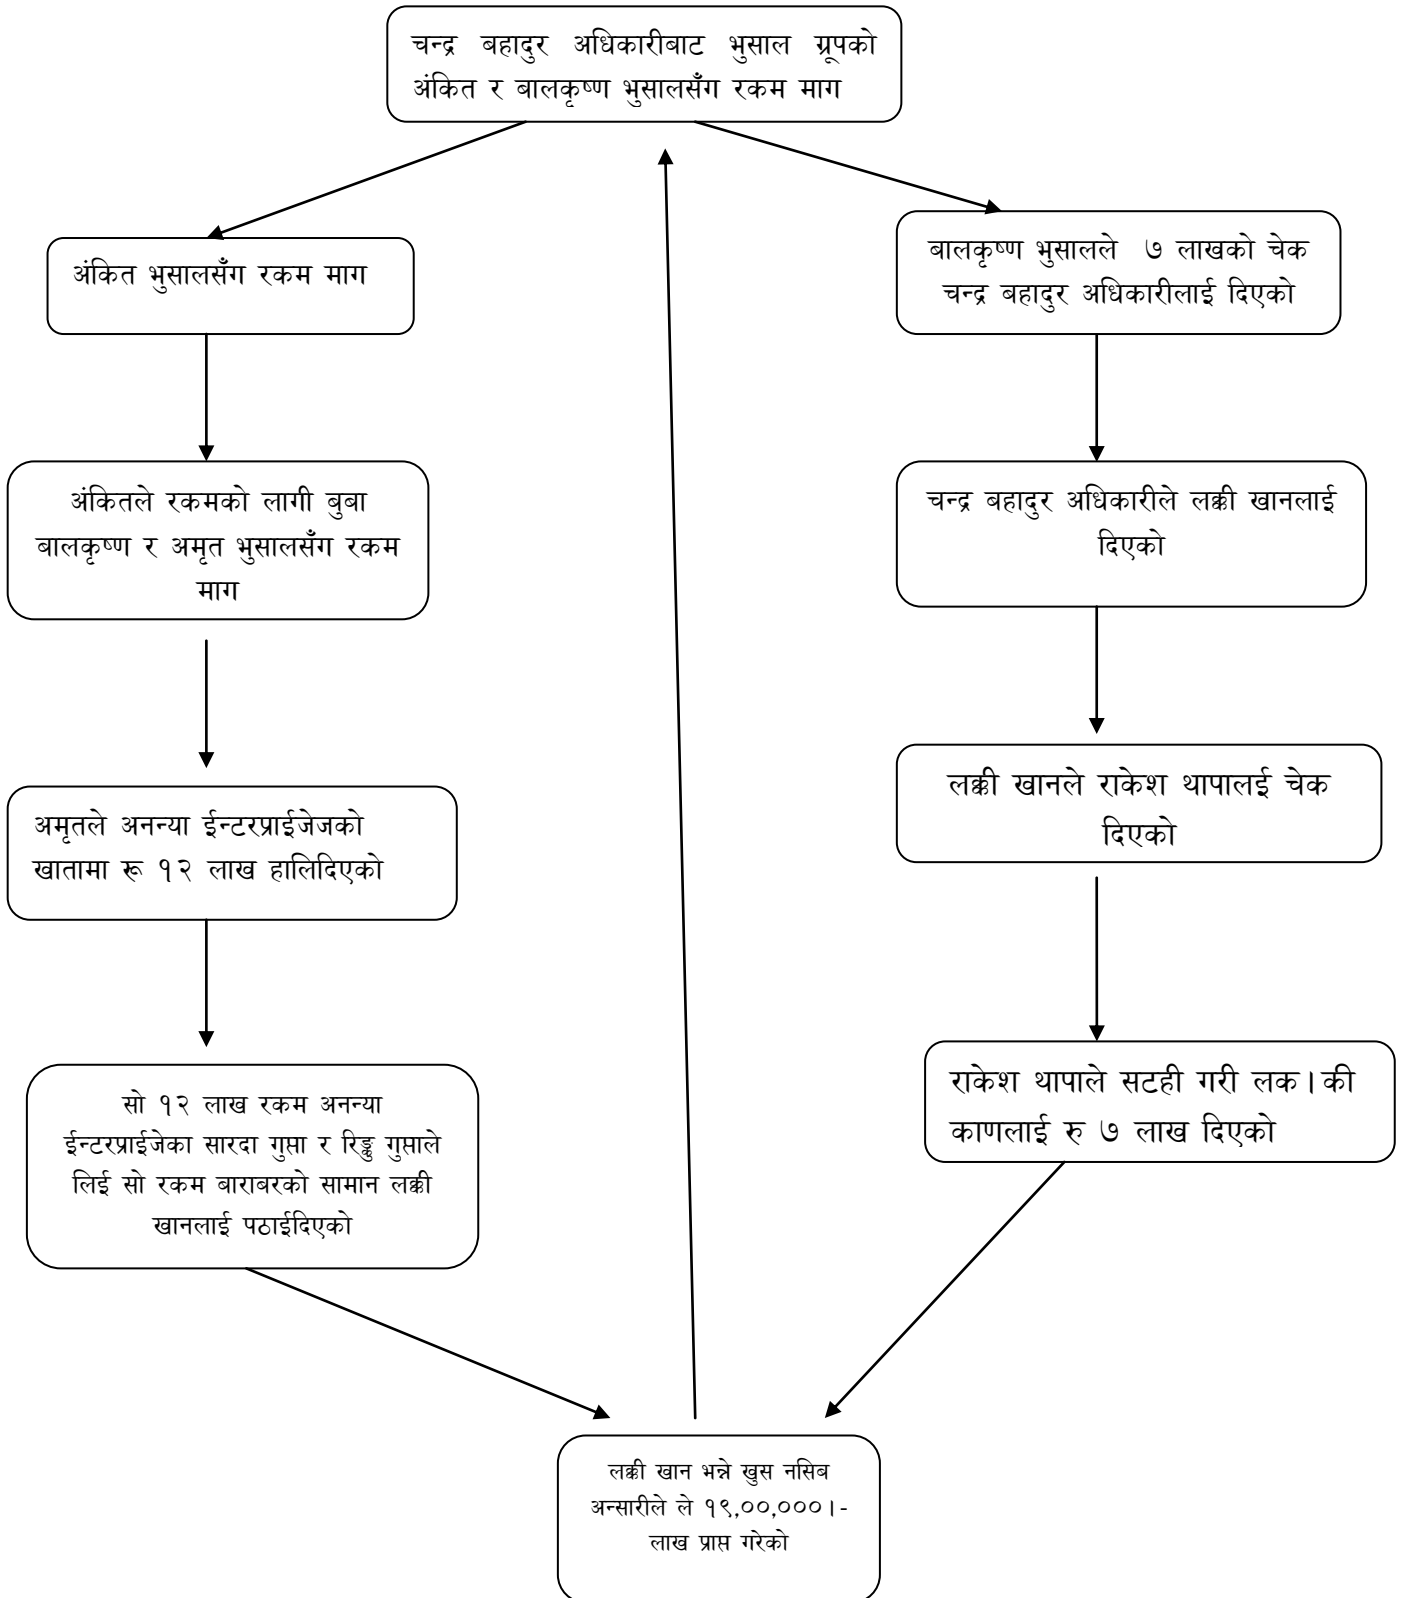 चन्द्र बहादुर अधिकारीबाट भुसाल ग्रूपको
अंकित र बालकृष्ण भुसालसँग रकम माग
अंकित भुसालसँग रकम माग
अंकितले रकमको लागी बुबा
बालकृष्ण र अमृत भुसालसँग रकम
माग
अमृतले अनन्या ईन्टरप्राईजेजको
खातामा रू १२ लाख हालिदिएको
सो १२ लाख रकम अनन्या
ईन्टरप्राईजेका सारदा गुप्ता र रिङ्कु गुप्ताले
लिई सो रकम बाराबरको सामान लक्की
खानलाई पठाईदिएको
बालकृष्ण भुसालले ७ लाखको चेक
चन्द्र बहादुर अधिकारीलाई दिएको
चन्द्र बहादुर अधिकारीले लक्की खानलाई
दिएको
लक्की खानले राकेश थापालई चेक
दिएको
राकेश थापाले सटही गरी लक।की
काणलाई रु ७ लाख दिएको
लक्की खान भन्ने खुस नसिब
अन्सारीले ले १९,००,०००।-
लाख प्राप्त गरेको